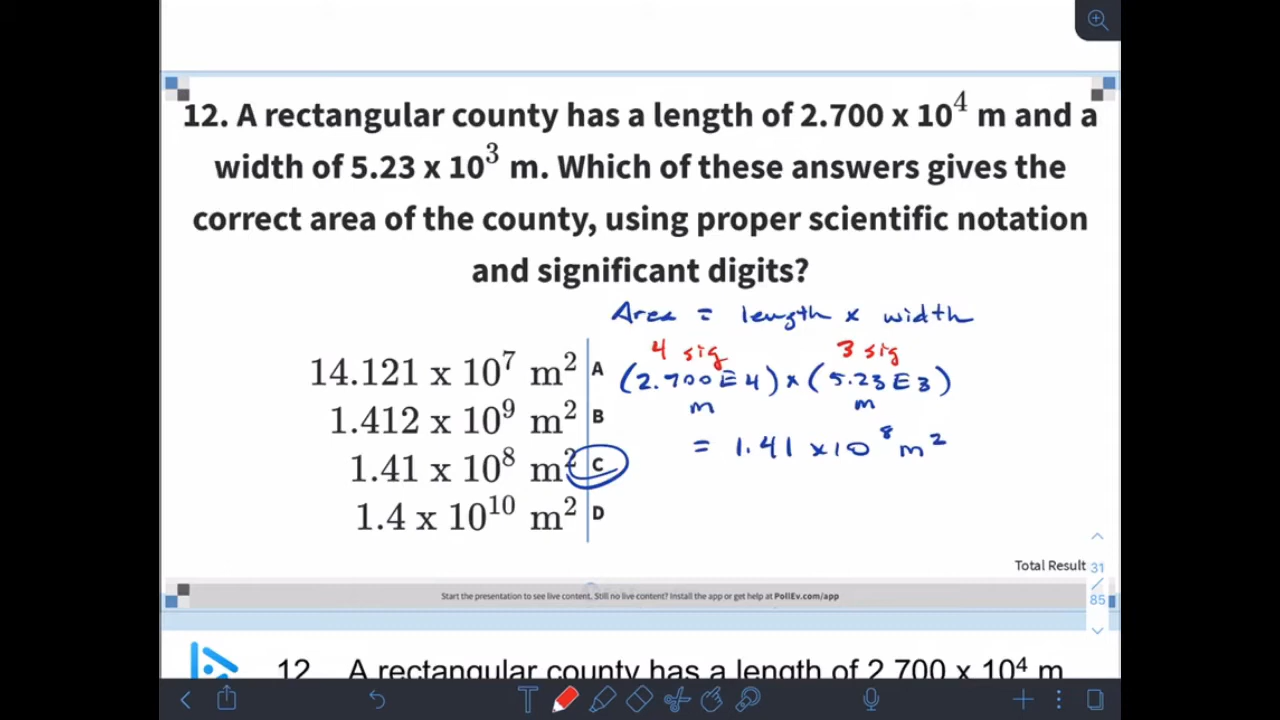 12. A rectangular county has a length of 2.700 x 10⁴ m and a
width of 5.23 x 10³ m. Which of these answers gives the
correct area of the county, using proper scientific notation
and significant digits?
Area = length x width
4 sig 3 sig
14.121 x 10⁷ m² A (2.700E4) x (5.23E3)
m m
1.412 x 10⁹ m² B
1.41 x 10⁸ m² C = 1.41 x10⁸ m²
1.4 x 10¹⁰ m² D
Total Result 31
/
85
Start the presentation to see live content. Still no live content? Install the app or get help at PollEv.com/app
12. A rectangular county has a length of 2.700 x 10⁴ m
T